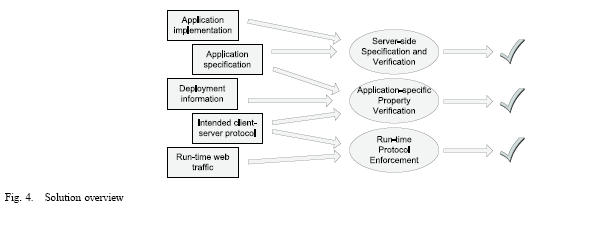 Application
implementation
Application
specification
Deployment
information
Intended client-
server protocol
Run-time web
traffic
Server-side
Specification and
Verification
Application-specific
Property
Verification
Run-time
Protocol
Enforcement
Fig. 4. Solution overview